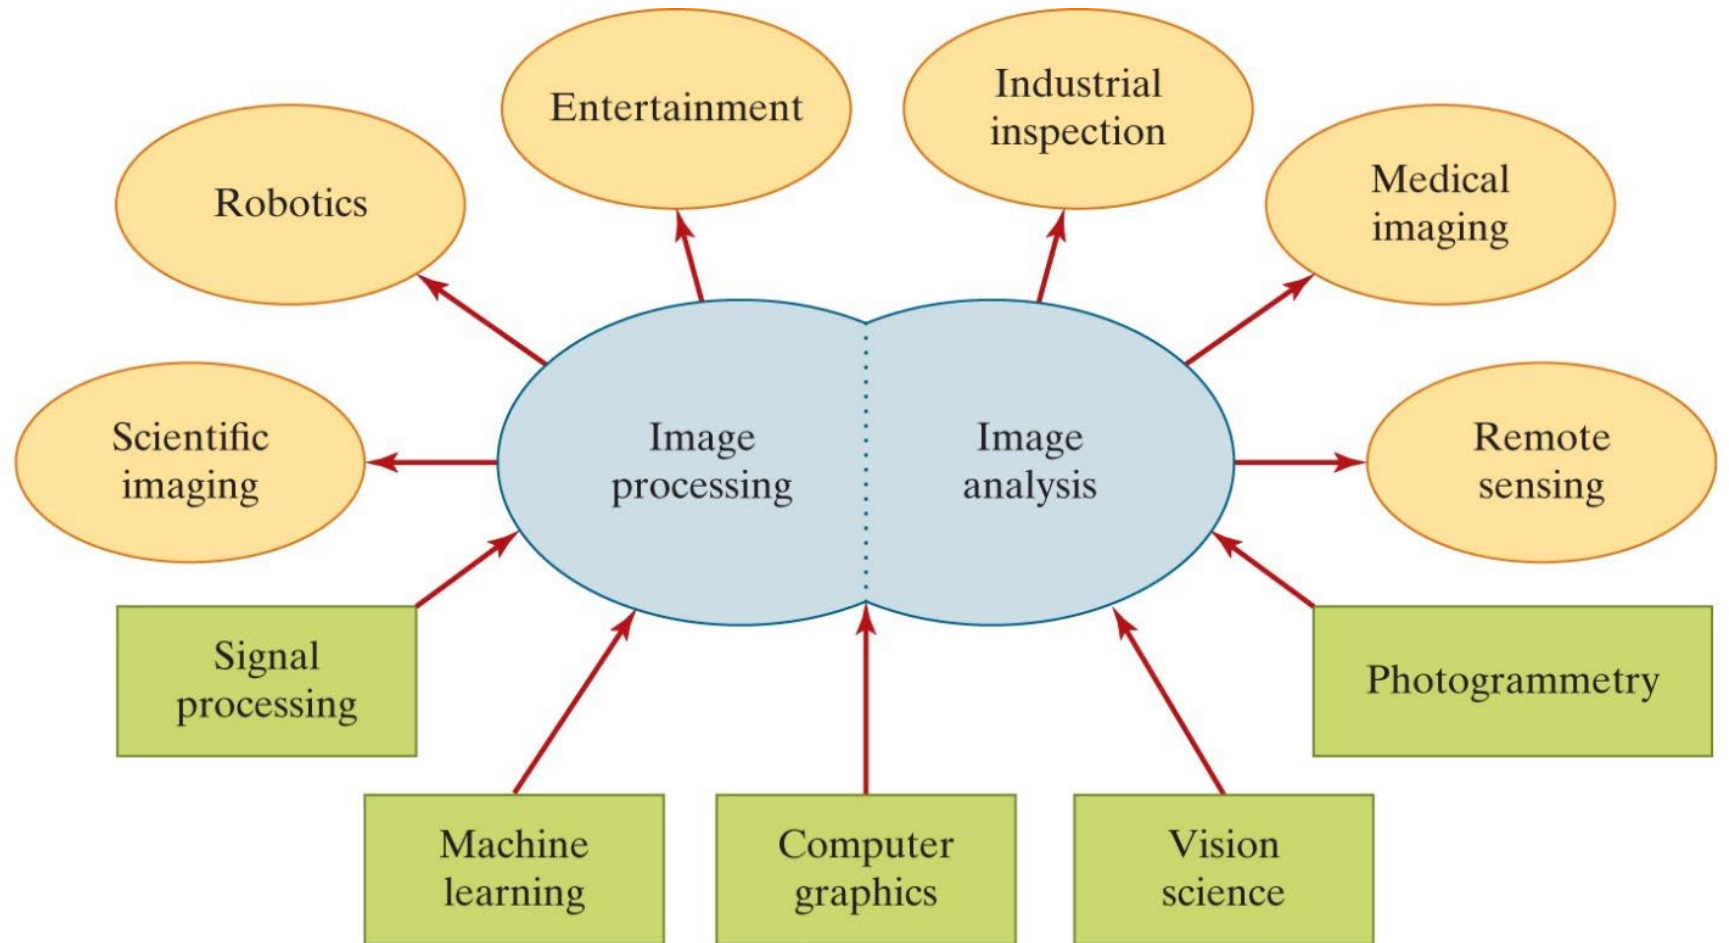 Entertainment
Industrial
inspection
Robotics
Medical
imaging
Scientific
imaging
Image
processing
Image
analysis
Remote
sensing
Signal
processing
Photogrammetry
Machine
learning
Computer
graphics
Vision
science